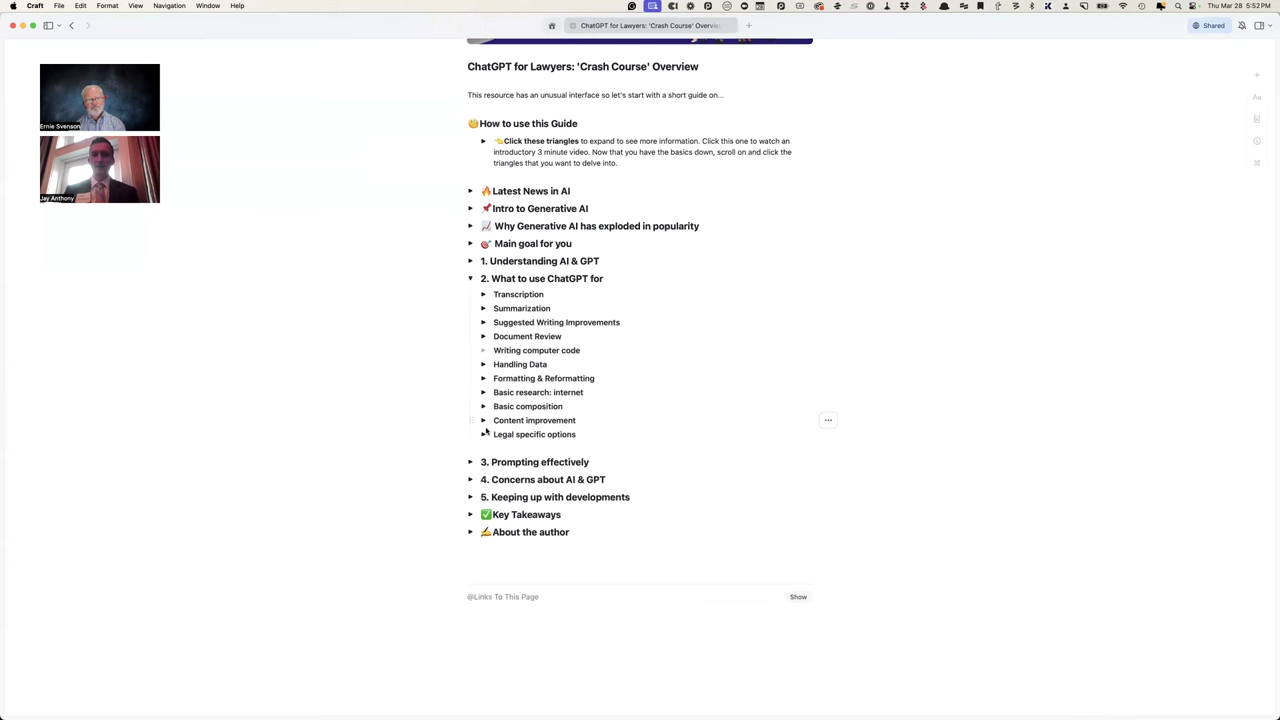 Craft File Edit Format View Navigation Window Help Thu Mar 28 5:52 PM
ChatGPT for Lawyers: 'Crash Course' Overvie
Shared
Ernie Svenson
Jay Anthony
ChatGPT for Lawyers: 'Crash Course' Overview
This resource has an unusual interface so let's start with a short guide on...
🧐How to use this Guide
👈Click these triangles to expand to see more information. Click this one to watch an
introductory 3 minute video. Now that you have the basics down, scroll on and click the
triangles that you want to delve into.
🔥Latest News in AI
📌Intro to Generative AI
📈 Why Generative AI has exploded in popularity
🎯 Main goal for you
1. Understanding AI & GPT
2. What to use ChatGPT for
Transcription
Summarization
Suggested Writing Improvements
Document Review
Writing computer code
Handling Data
Formatting & Reformatting
Basic research: internet
Basic composition
Content improvement
Legal specific options
3. Prompting effectively
4. Concerns about AI & GPT
5. Keeping up with developments
✅Key Takeaways
✍️About the author
@Links To This Page
Show
Aa